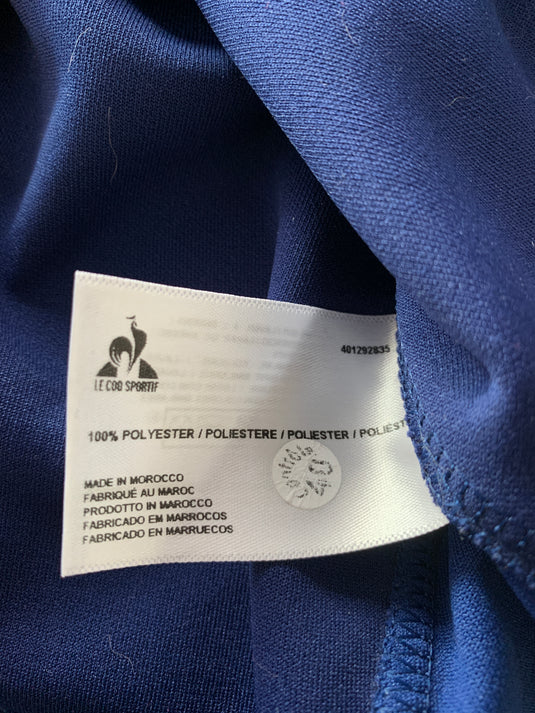 LE COQ SPORTIF
401292835
100% POLYESTER / POLIESTERE / POLIESTER /
MADE IN MOROCCO
FABRIQUÉ AU MAROC
PRODOTTO IN MAROCCO
FABRICADO EM MARROCOS
FABRICADO EN MARRUECOS